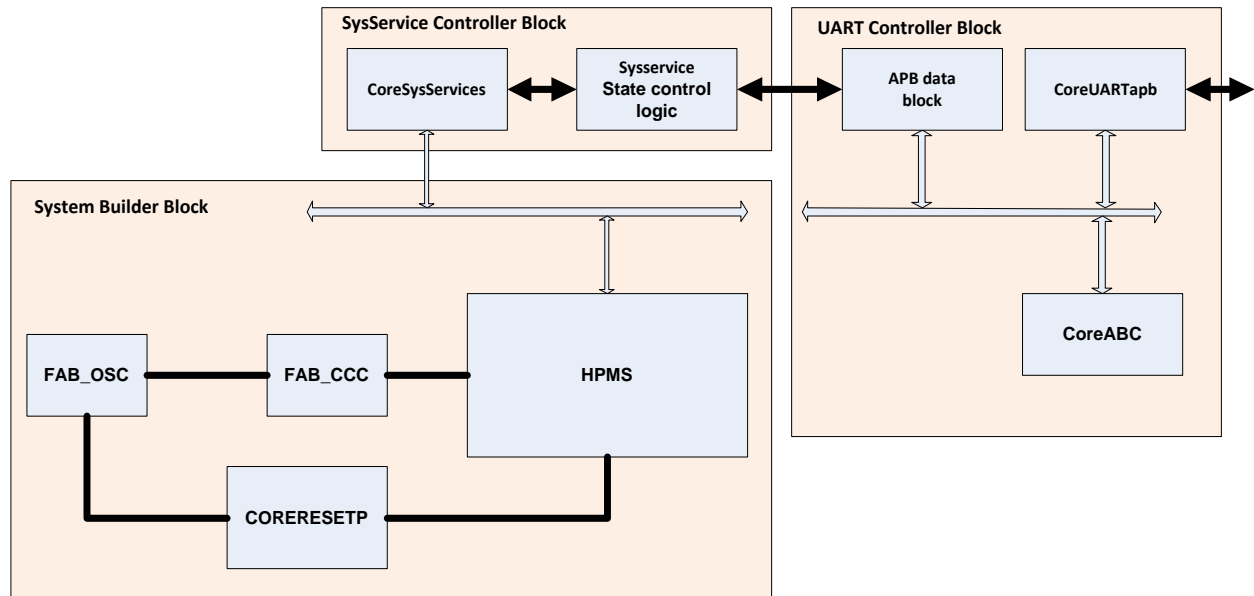 SysService Controller Block
CoreSysServices
Sysservice
State control
logic
UART Controller Block
APB data
block
CoreUARTapb
CoreABC
System Builder Block
HPMS
FAB_OSC
FAB_CCC
CORERESETP